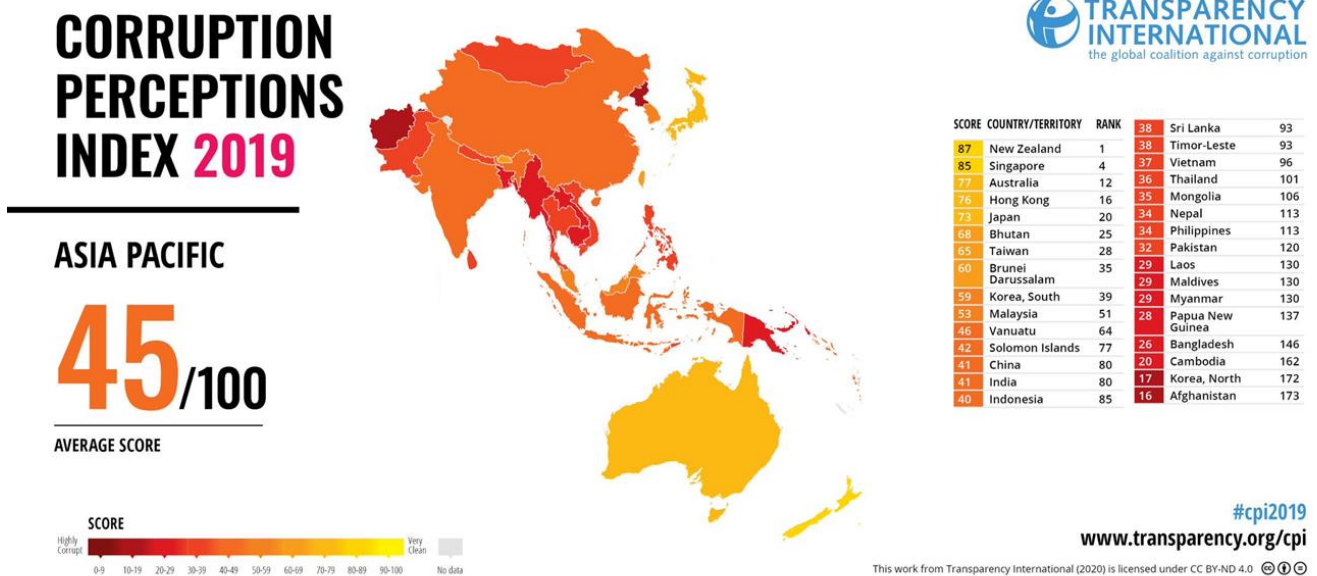 CORRUPTION
PERCEPTIONS
INDEX 2019
ASIA PACIFIC
45/100
AVERAGE SCORE
SCORE
Highly
Corrupt
Very
Clean
0-9 10-19 20-29 30-39 40-49 50-59 60-69 70-79 80-89 90-100 No data
TRANSPARENCY
INTERNATIONAL
the global coalition against corruption
SCORE COUNTRY/TERRITORY RANK
87 New Zealand 1
85 Singapore 4
77 Australia 12
76 Hong Kong 16
73 Japan 20
68 Bhutan 25
65 Taiwan 28
60 Brunei
Darussalam 35
59 Korea, South 39
53 Malaysia 51
46 Vanuatu 64
42 Solomon Islands 77
41 China 80
41 India 80
40 Indonesia 85
38 Sri Lanka 93
38 Timor-Leste 93
37 Vietnam 96
36 Thailand 101
35 Mongolia 106
34 Nepal 113
34 Philippines 113
32 Pakistan 120
29 Laos 130
29 Maldives 130
29 Myanmar 130
28 Papua New
Guinea 137
26 Bangladesh 146
20 Cambodia 162
17 Korea, North 172
16 Afghanistan 173
#cpi2019
www.transparency.org/cpi
This work from Transparency International (2020) is licensed under CC BY-ND 4.0